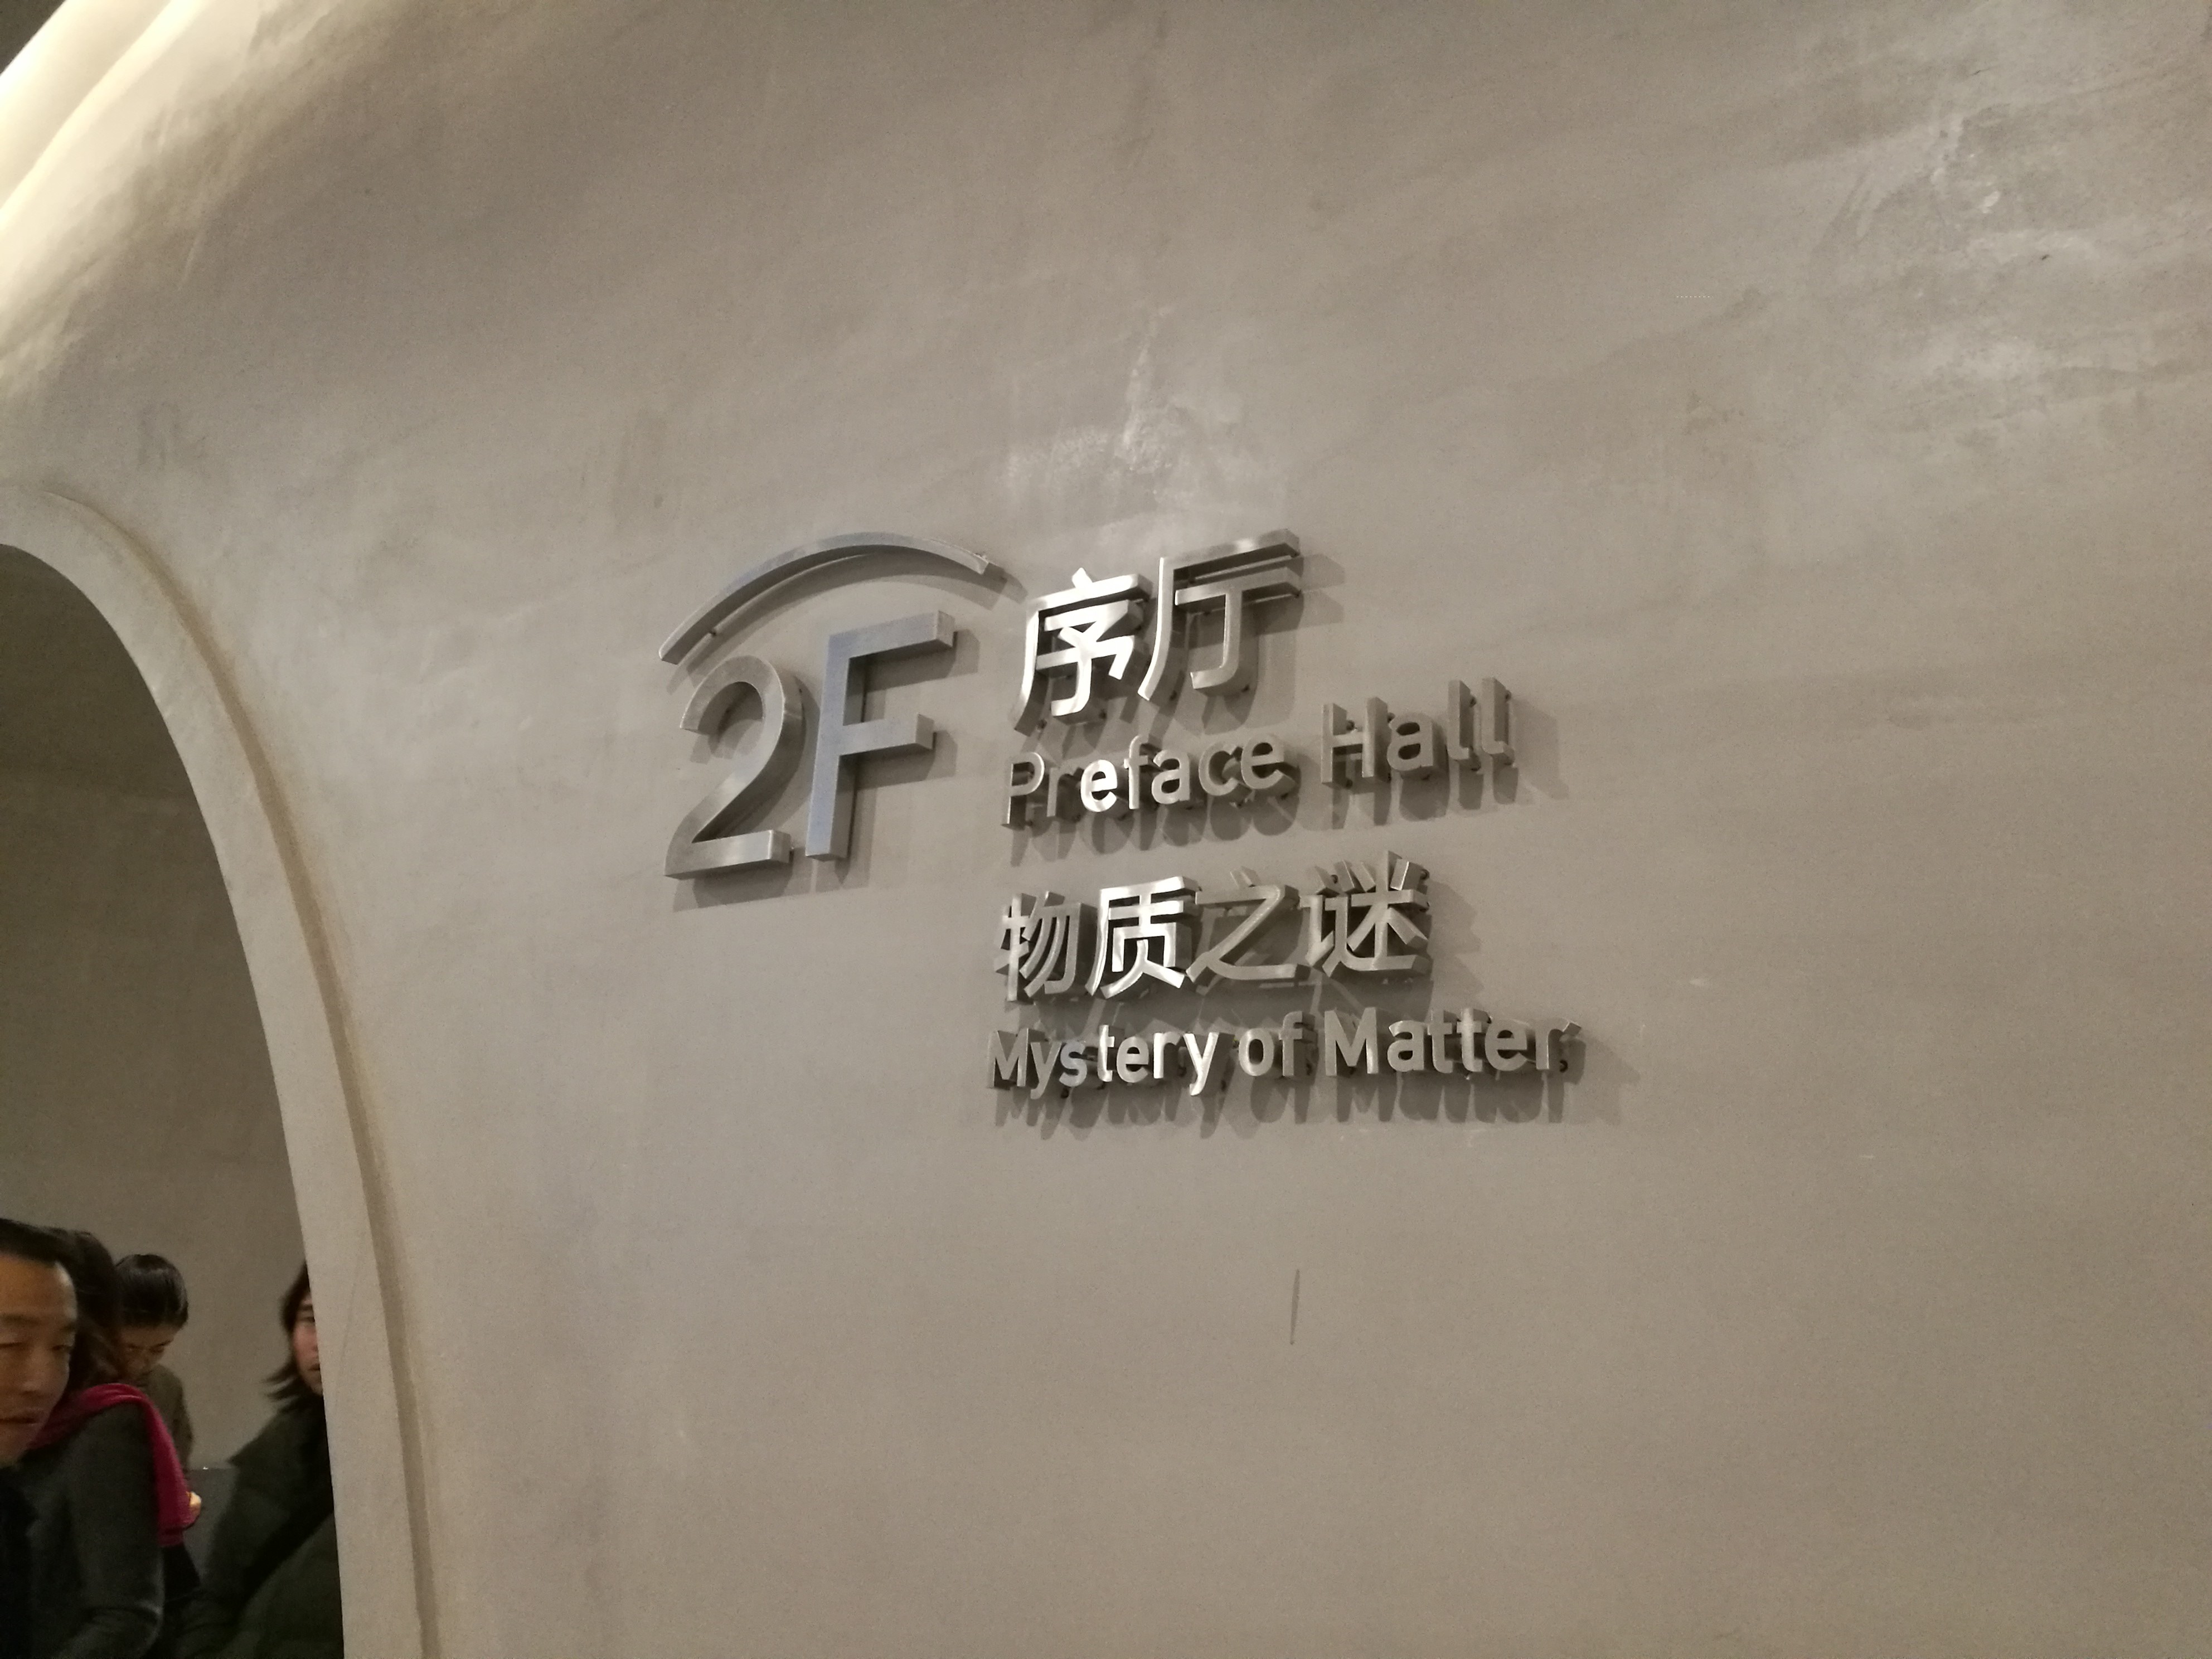 2F
序厅
Preface Hall
物质之谜
Mystery of Matter